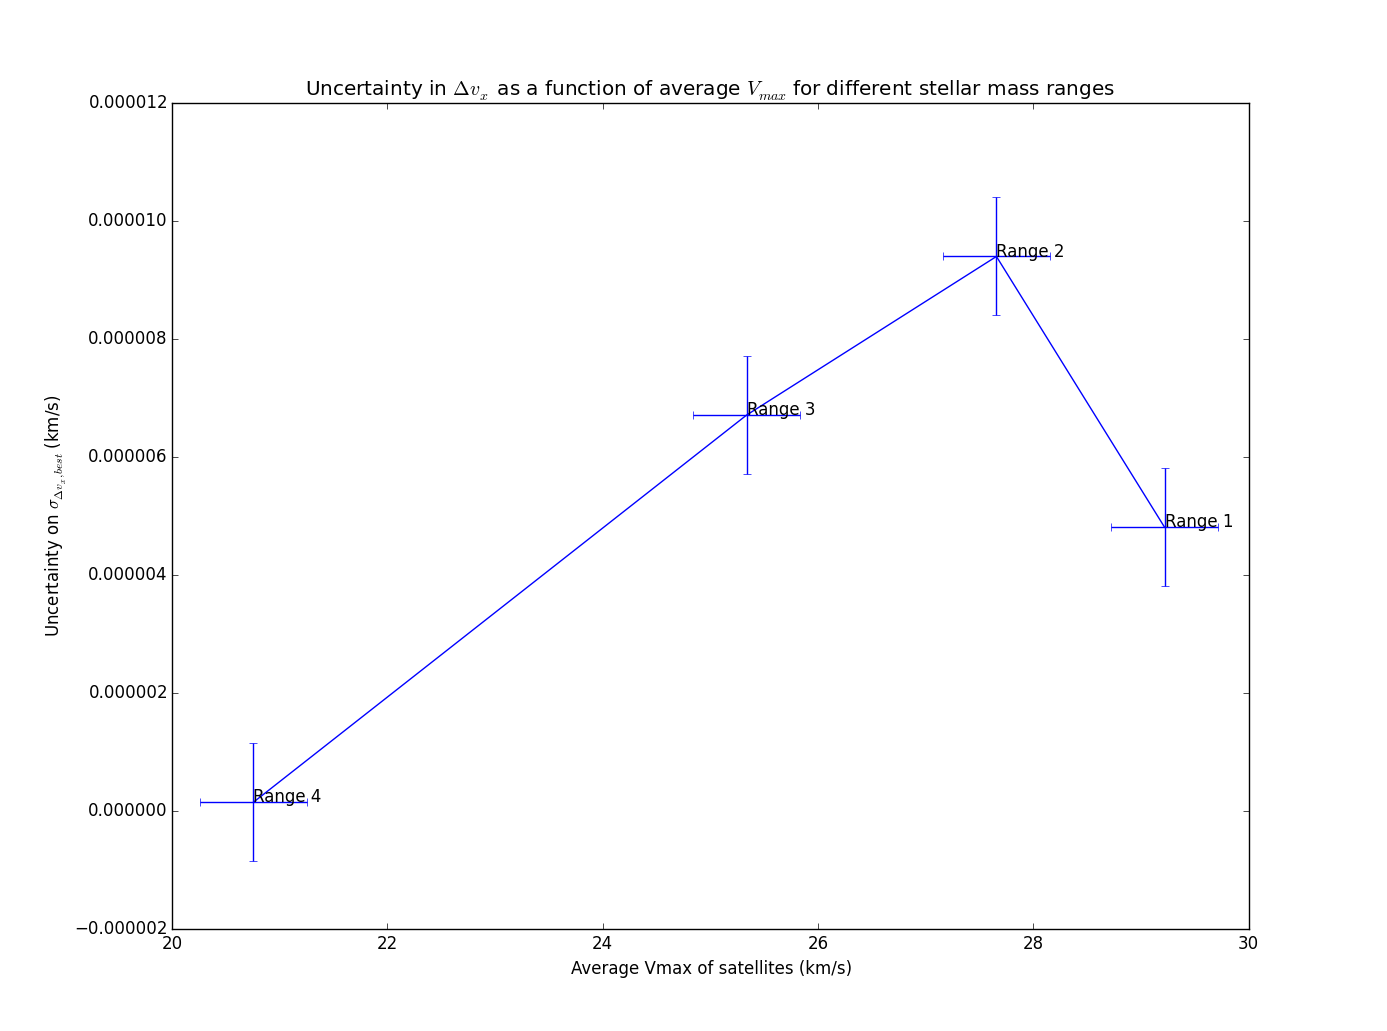 Uncertainty in Δv_x as a function of average V_max for different stellar mass ranges
0.000012
0.000010
0.000008
0.000006
0.000004
0.000002
0.000000
−0.000002
Uncertainty on σ_Δv_x,best (km/s)
Range 2
Range 3
Range 1
Range 4
20 22 24 26 28 30
Average Vmax of satellites (km/s)